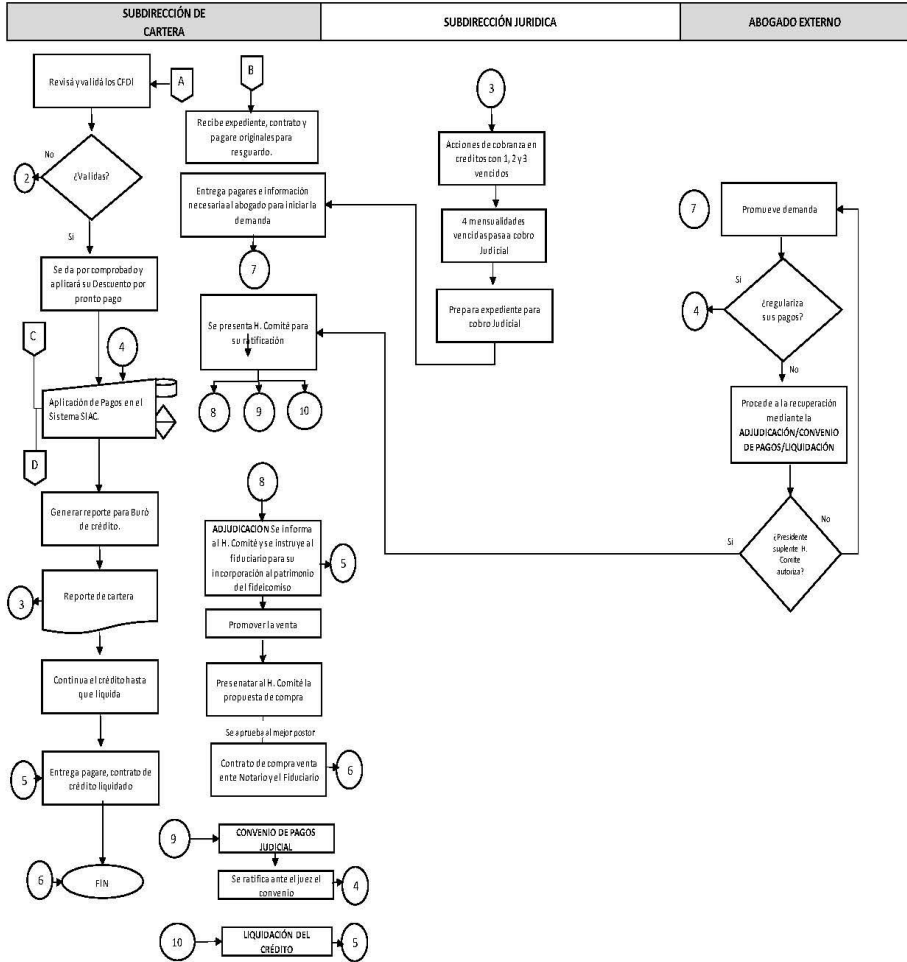 SUBDIRECCIÓN DE
CARTERA
SUBDIRECCIÓN JURIDICA
ABOGADO EXTERNO
Revisá y validá los CFDI
A
No
2
¿Validas?
Si
Se da por comprobado y
aplicará su Descuento por
pronto pago
C
4
Aplicación de Pagos en el
Sistema SIAC.
D
Generar reporte para Buró
de crédito.
3
Reporte de cartera
Continua el crédito hasta
que liquida
5
Entrega pagare, contrato de
crédito liquidado
6
FIN
B
Recibe expediente, contrato y
pagare originales para
resguardo.
Entrega pagares e información
necesaria al abogado para iniciar la
demanda
7
Se presenta H. Comité para
su ratificación
8
9
10
8
ADJUDICACION Se informa
al H. Comité y se instruye al
fiduciario para su
incorporación al patrimonio
del fideicomiso
5
Promover la venta
Presenatar al H. Comité la
propuesta de compra
Se aprueba al mejor postor
Contrato de compra venta
ente Notario y el Fiduciario
6
9
CONVENIO DE PAGOS
JUDICIAL
Se ratifica ante el juez el
convenio
4
10
LIQUIDACIÓN DEL
CRÉDITO
5
3
Acciones de cobranza en
creditos con 1, 2 y 3
vencidos
4 mensualidades
vencidas pasa a cobro
Judicial
Prepara expediente para
cobro Judicial
7
Promueve demanda
Si
4
¿regulariza
sus pagos?
No
Procede a la recuperación
mediante la
ADJUDICACIÓN/CONVENIO
DE PAGOS/LIQUIDACIÓN
Si
No
¿Presidente
suplente H.
Comite
autoriza?